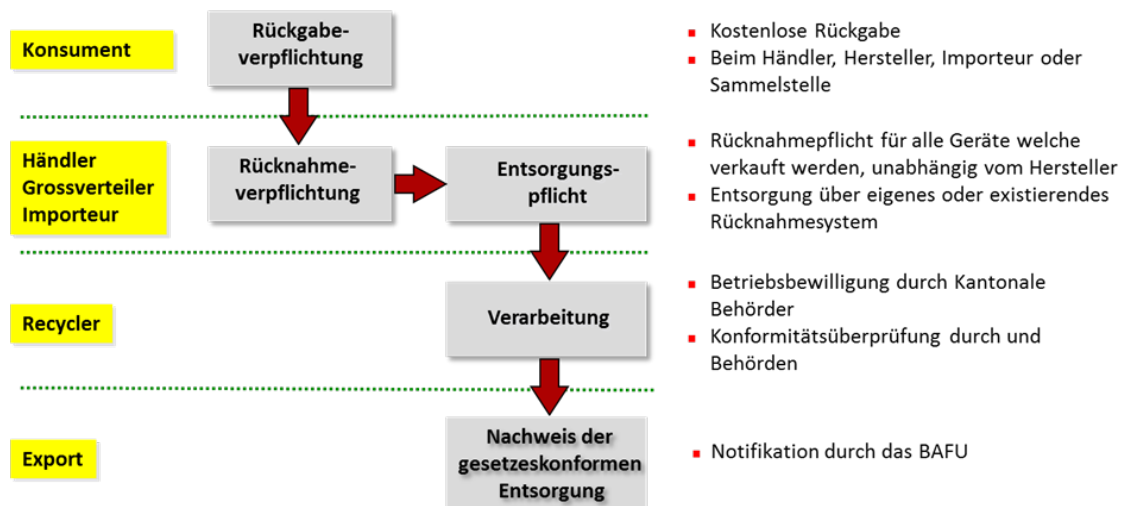 Konsument
Rückgabe-
verpflichtung
▪ Kostenlose Rückgabe
▪ Beim Händler, Hersteller, Importeur oder
Sammelstelle
Händler
Grossverteiler
Importeur
Rücknahme-
verpflichtung
Entsorgungs-
pflicht
▪ Rücknahmepflicht für alle Geräte welche
verkauft werden, unabhängig vom Hersteller
▪ Entsorgung über eigenes oder existierendes
Rücknahmesystem
Recycler
Verarbeitung
▪ Betriebsbewilligung durch Kantonale
Behörder
▪ Konformitätsüberprüfung durch und
Behörden
Export
Nachweis der
gesetzeskonformen
Entsorgung
▪ Notifikation durch das BAFU